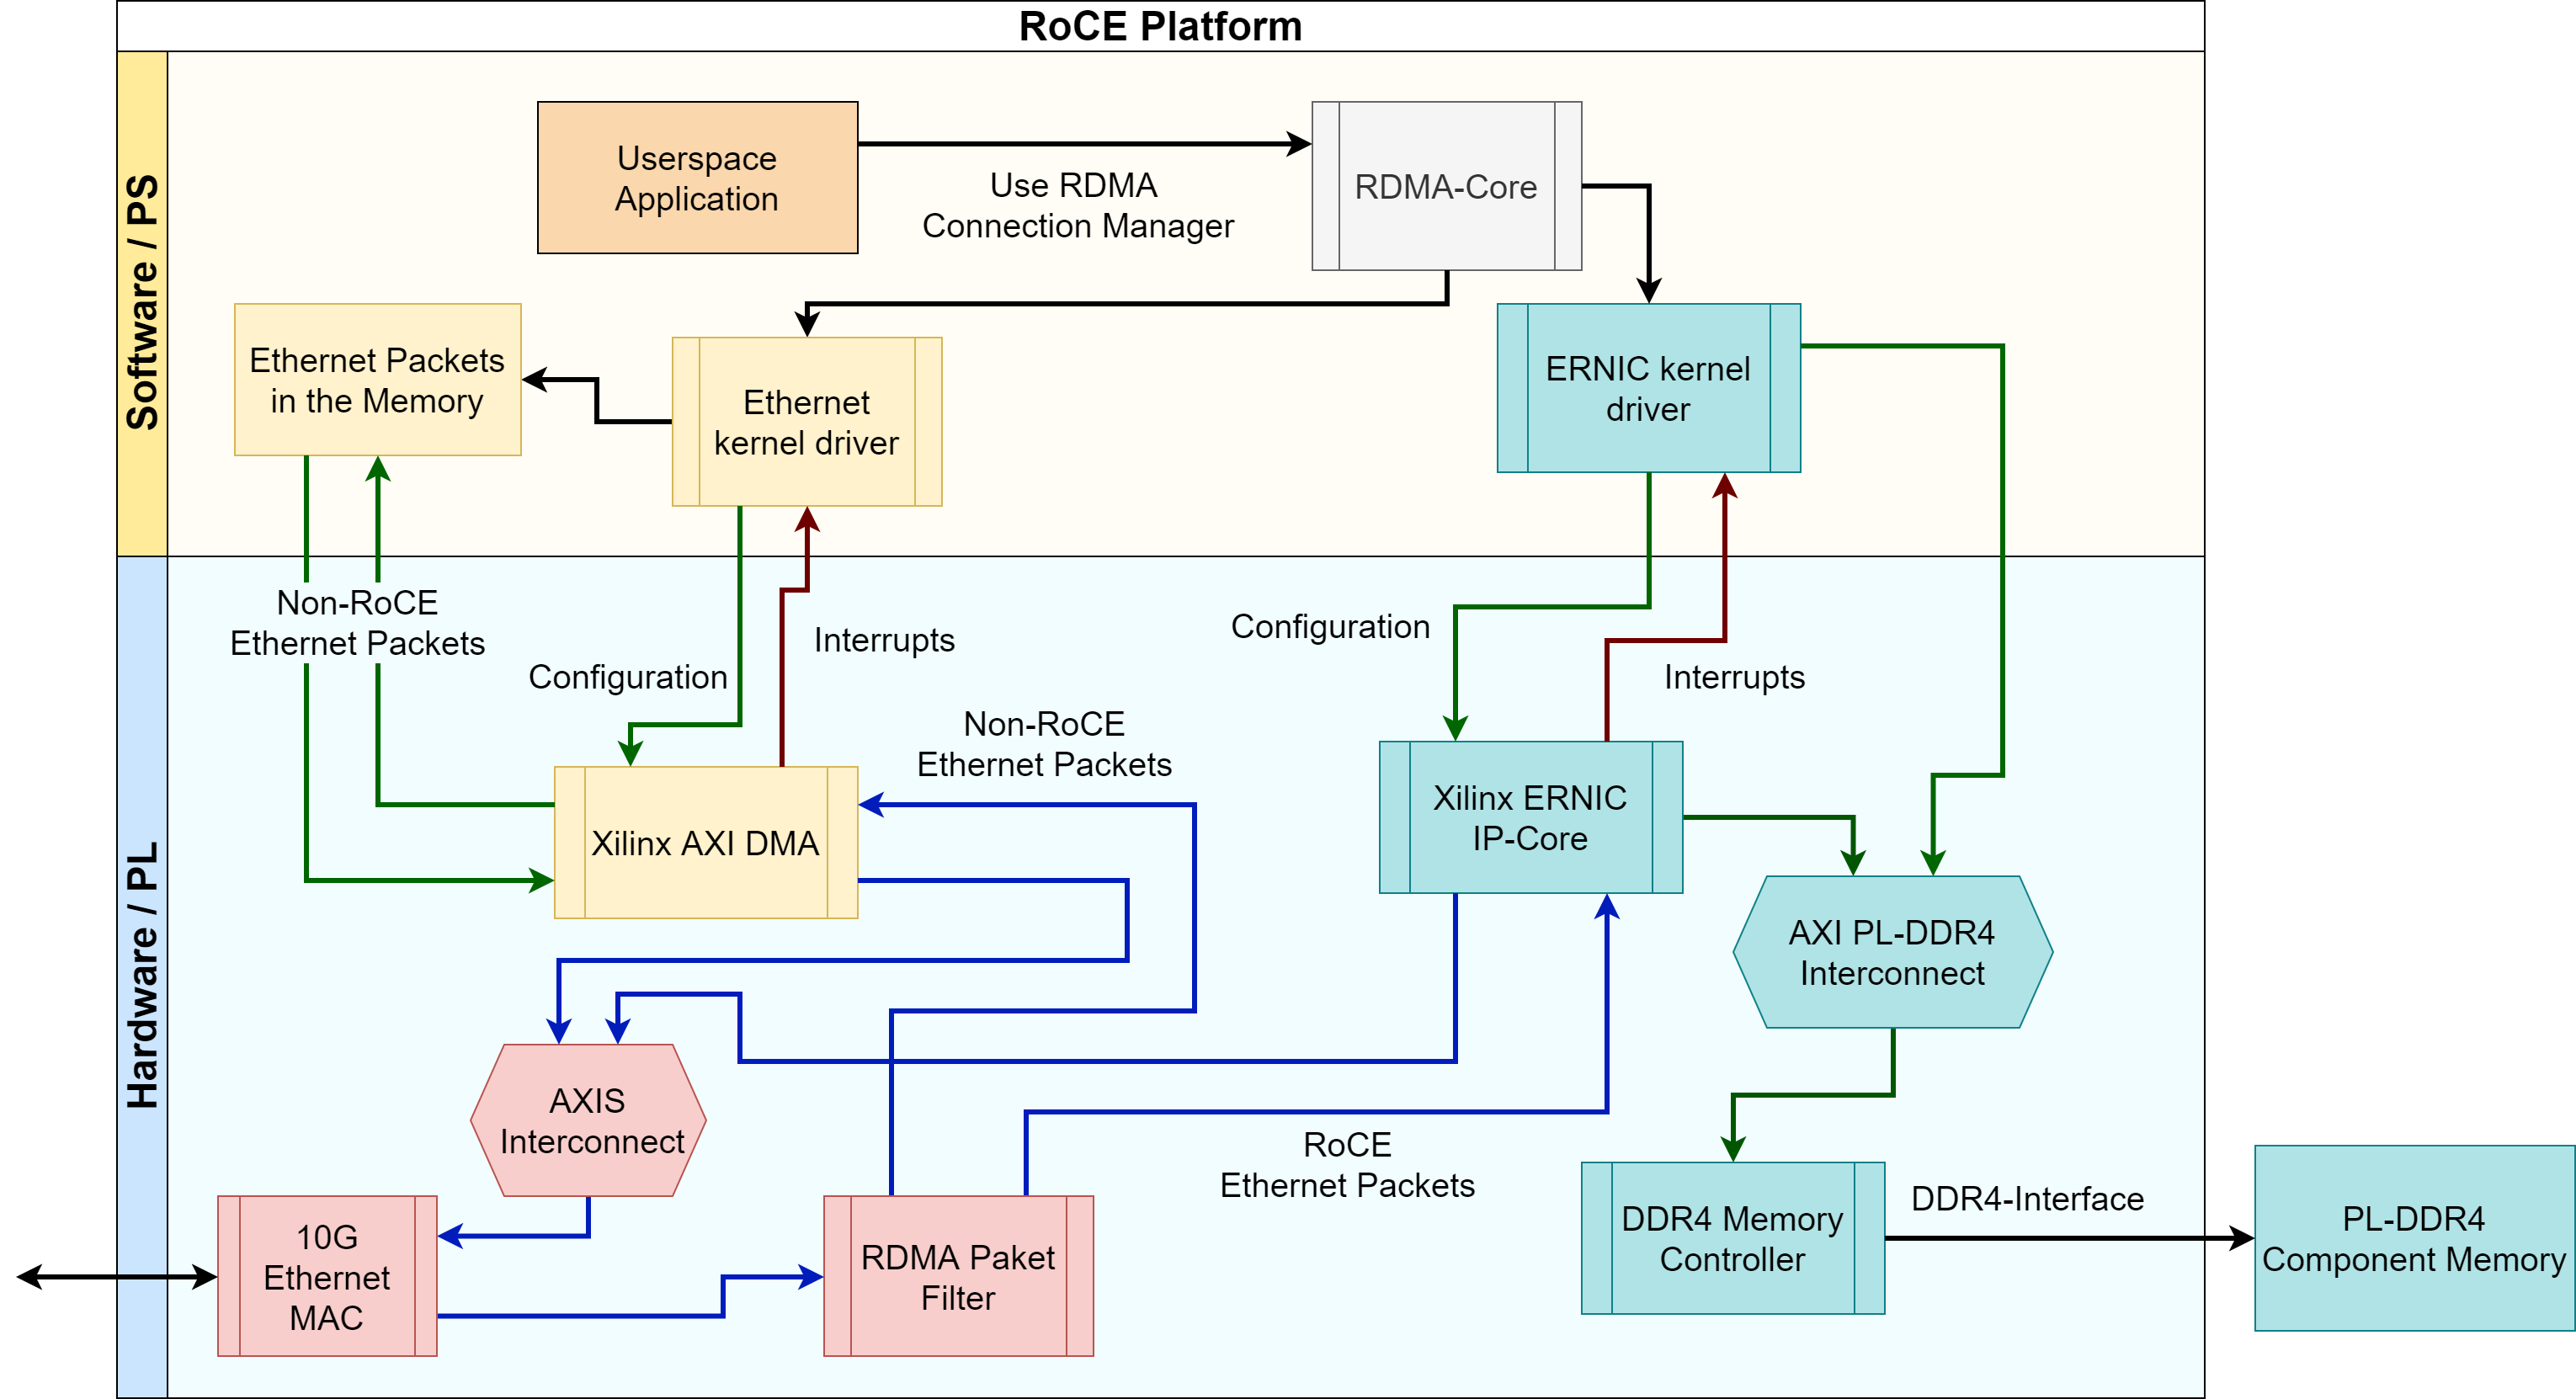 RoCE Platform
Software / PS
Userspace
Application
Use RDMA
Connection Manager
RDMA-Core
Ethernet Packets
in the Memory
Ethernet
kernel driver
ERNIC kernel
driver
Hardware / PL
Non-RoCE
Ethernet Packets
Configuration
Interrupts
Configuration
Interrupts
Non-RoCE
Ethernet Packets
Xilinx AXI DMA
Xilinx ERNIC
IP-Core
AXI PL-DDR4
Interconnect
AXIS
Interconnect
RoCE
Ethernet Packets
10G
Ethernet
MAC
RDMA Paket
Filter
DDR4 Memory
Controller
DDR4-Interface
PL-DDR4
Component Memory